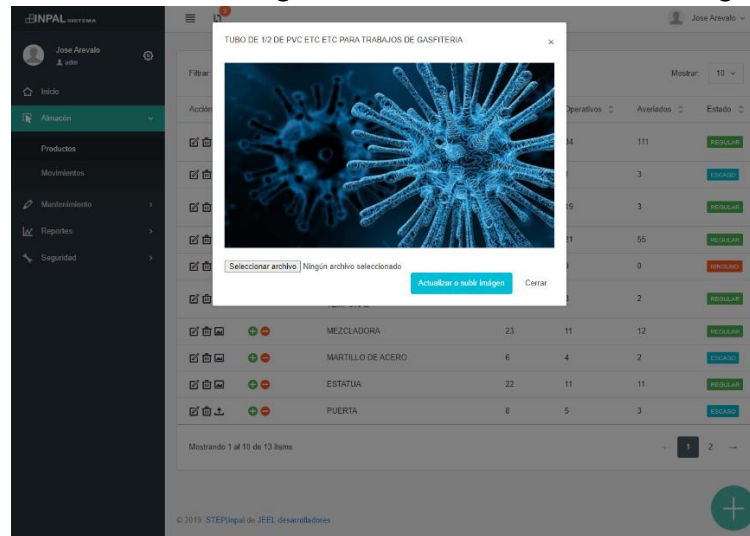 INPAL SISTEMA
2
Jose Arevalo
Jose Arevalo
adm
Inicio
Almacén
Productos
Movimientos
Mantenimiento
Reportes
Seguridad
TUBO DE 1/2 DE PVC ETC ETC PARA TRABAJOS DE GASFITERIA ×
Seleccionar archivo Ningún archivo seleccionado
Actualizar o subir imágen Cerrar
Filtrar: Mostrar: 10
Acción Operativos Averiados Estado
111 REGULAR
3 ESCASO
3 REGULAR
55 REGULAR
0 NINGUNO
2 REGULAR
MEZCLADORA 23 11 12 REGULAR
MARTILLO DE ACERO 6 4 2 ESCASO
ESTATUA 22 11 11 REGULAR
PUERTA 8 5 3 ESCASO
Mostrando 1 al 10 de 13 items
← 1 2 →
© 2019. STEP|Inpal de JEEL desarrolladores